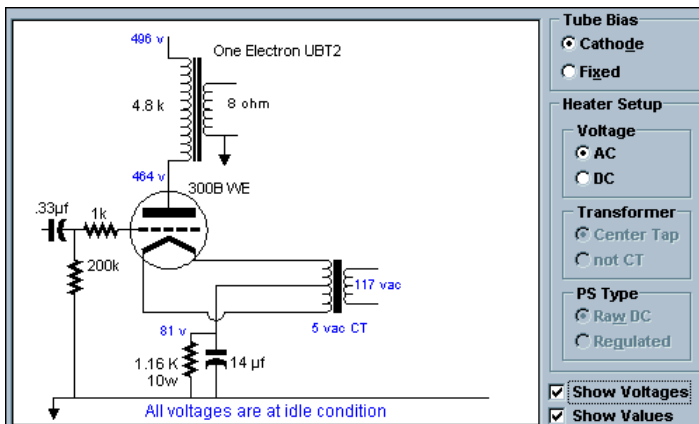 496 v
One Electron UBT2
4.8 k
8 ohm
464 v
300B WE
.33µf
1k
200k
117 vac
5 vac CT
81 v
1.16 K
10w
14 µf
All voltages are at idle condition
Tube Bias
Cathode
Fixed
Heater Setup
Voltage
AC
DC
Transformer
Center Tap
not CT
PS Type
Raw DC
Regulated
Show Voltages
Show Values